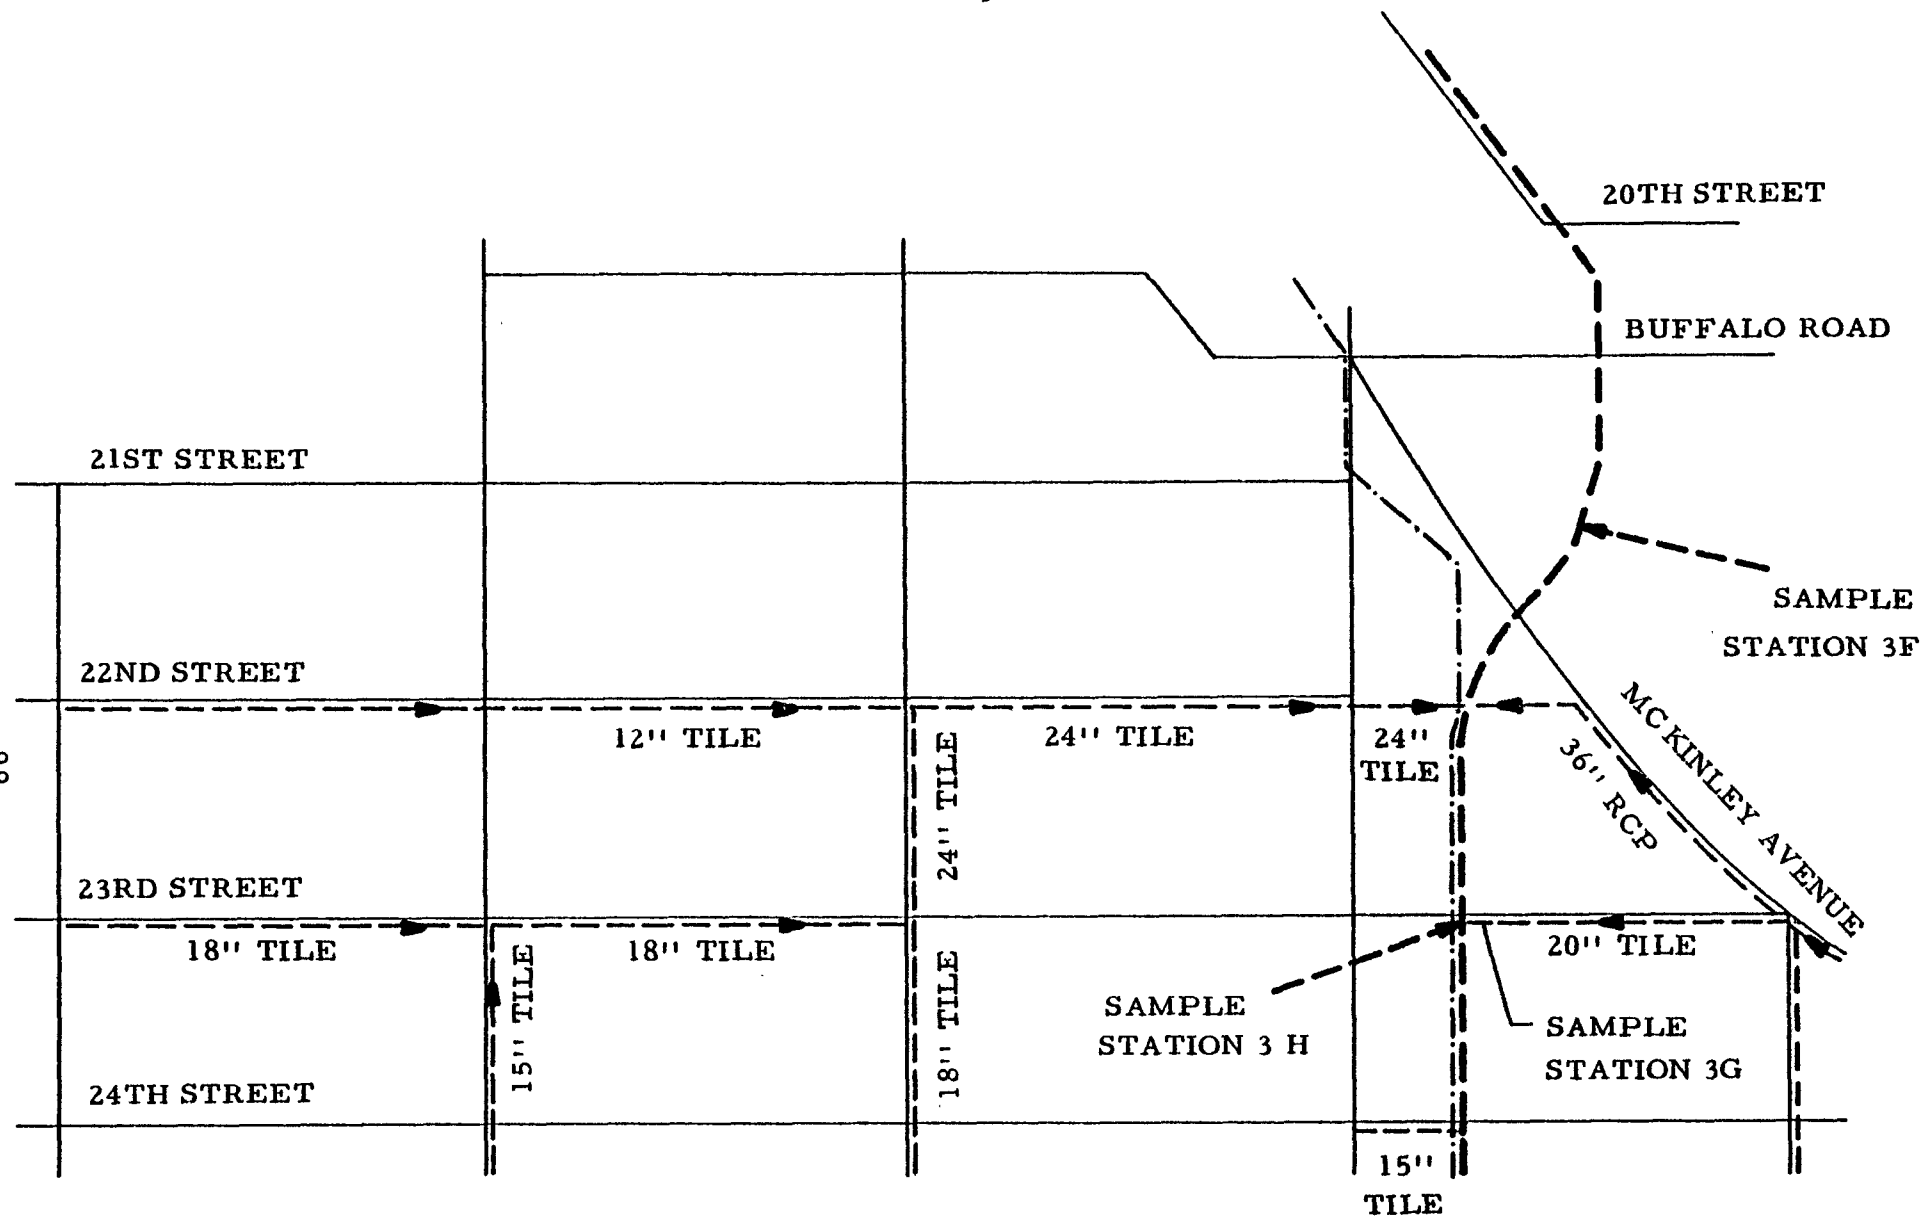 20TH STREET
BUFFALO ROAD
21ST STREET
SAMPLE
STATION 3F
22ND STREET
12" TILE
24" TILE
24"
TILE
24" TILE
36" RCP
MCKINLEY AVENUE
23RD STREET
18" TILE
18" TILE
20" TILE
15" TILE
18" TILE
SAMPLE
STATION 3 H
SAMPLE
STATION 3G
24TH STREET
15"
TILE